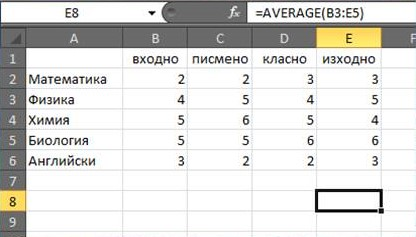 E8 fx =AVERAGE(B3:E5)
A B C D E F
1 входно писмено класно изходно
2 Математика 2 2 3 3
3 Физика 4 5 4 5
4 Химия 5 6 5 4
5 Биология 5 5 6 6
6 Английски 3 2 2 3
7
8
9